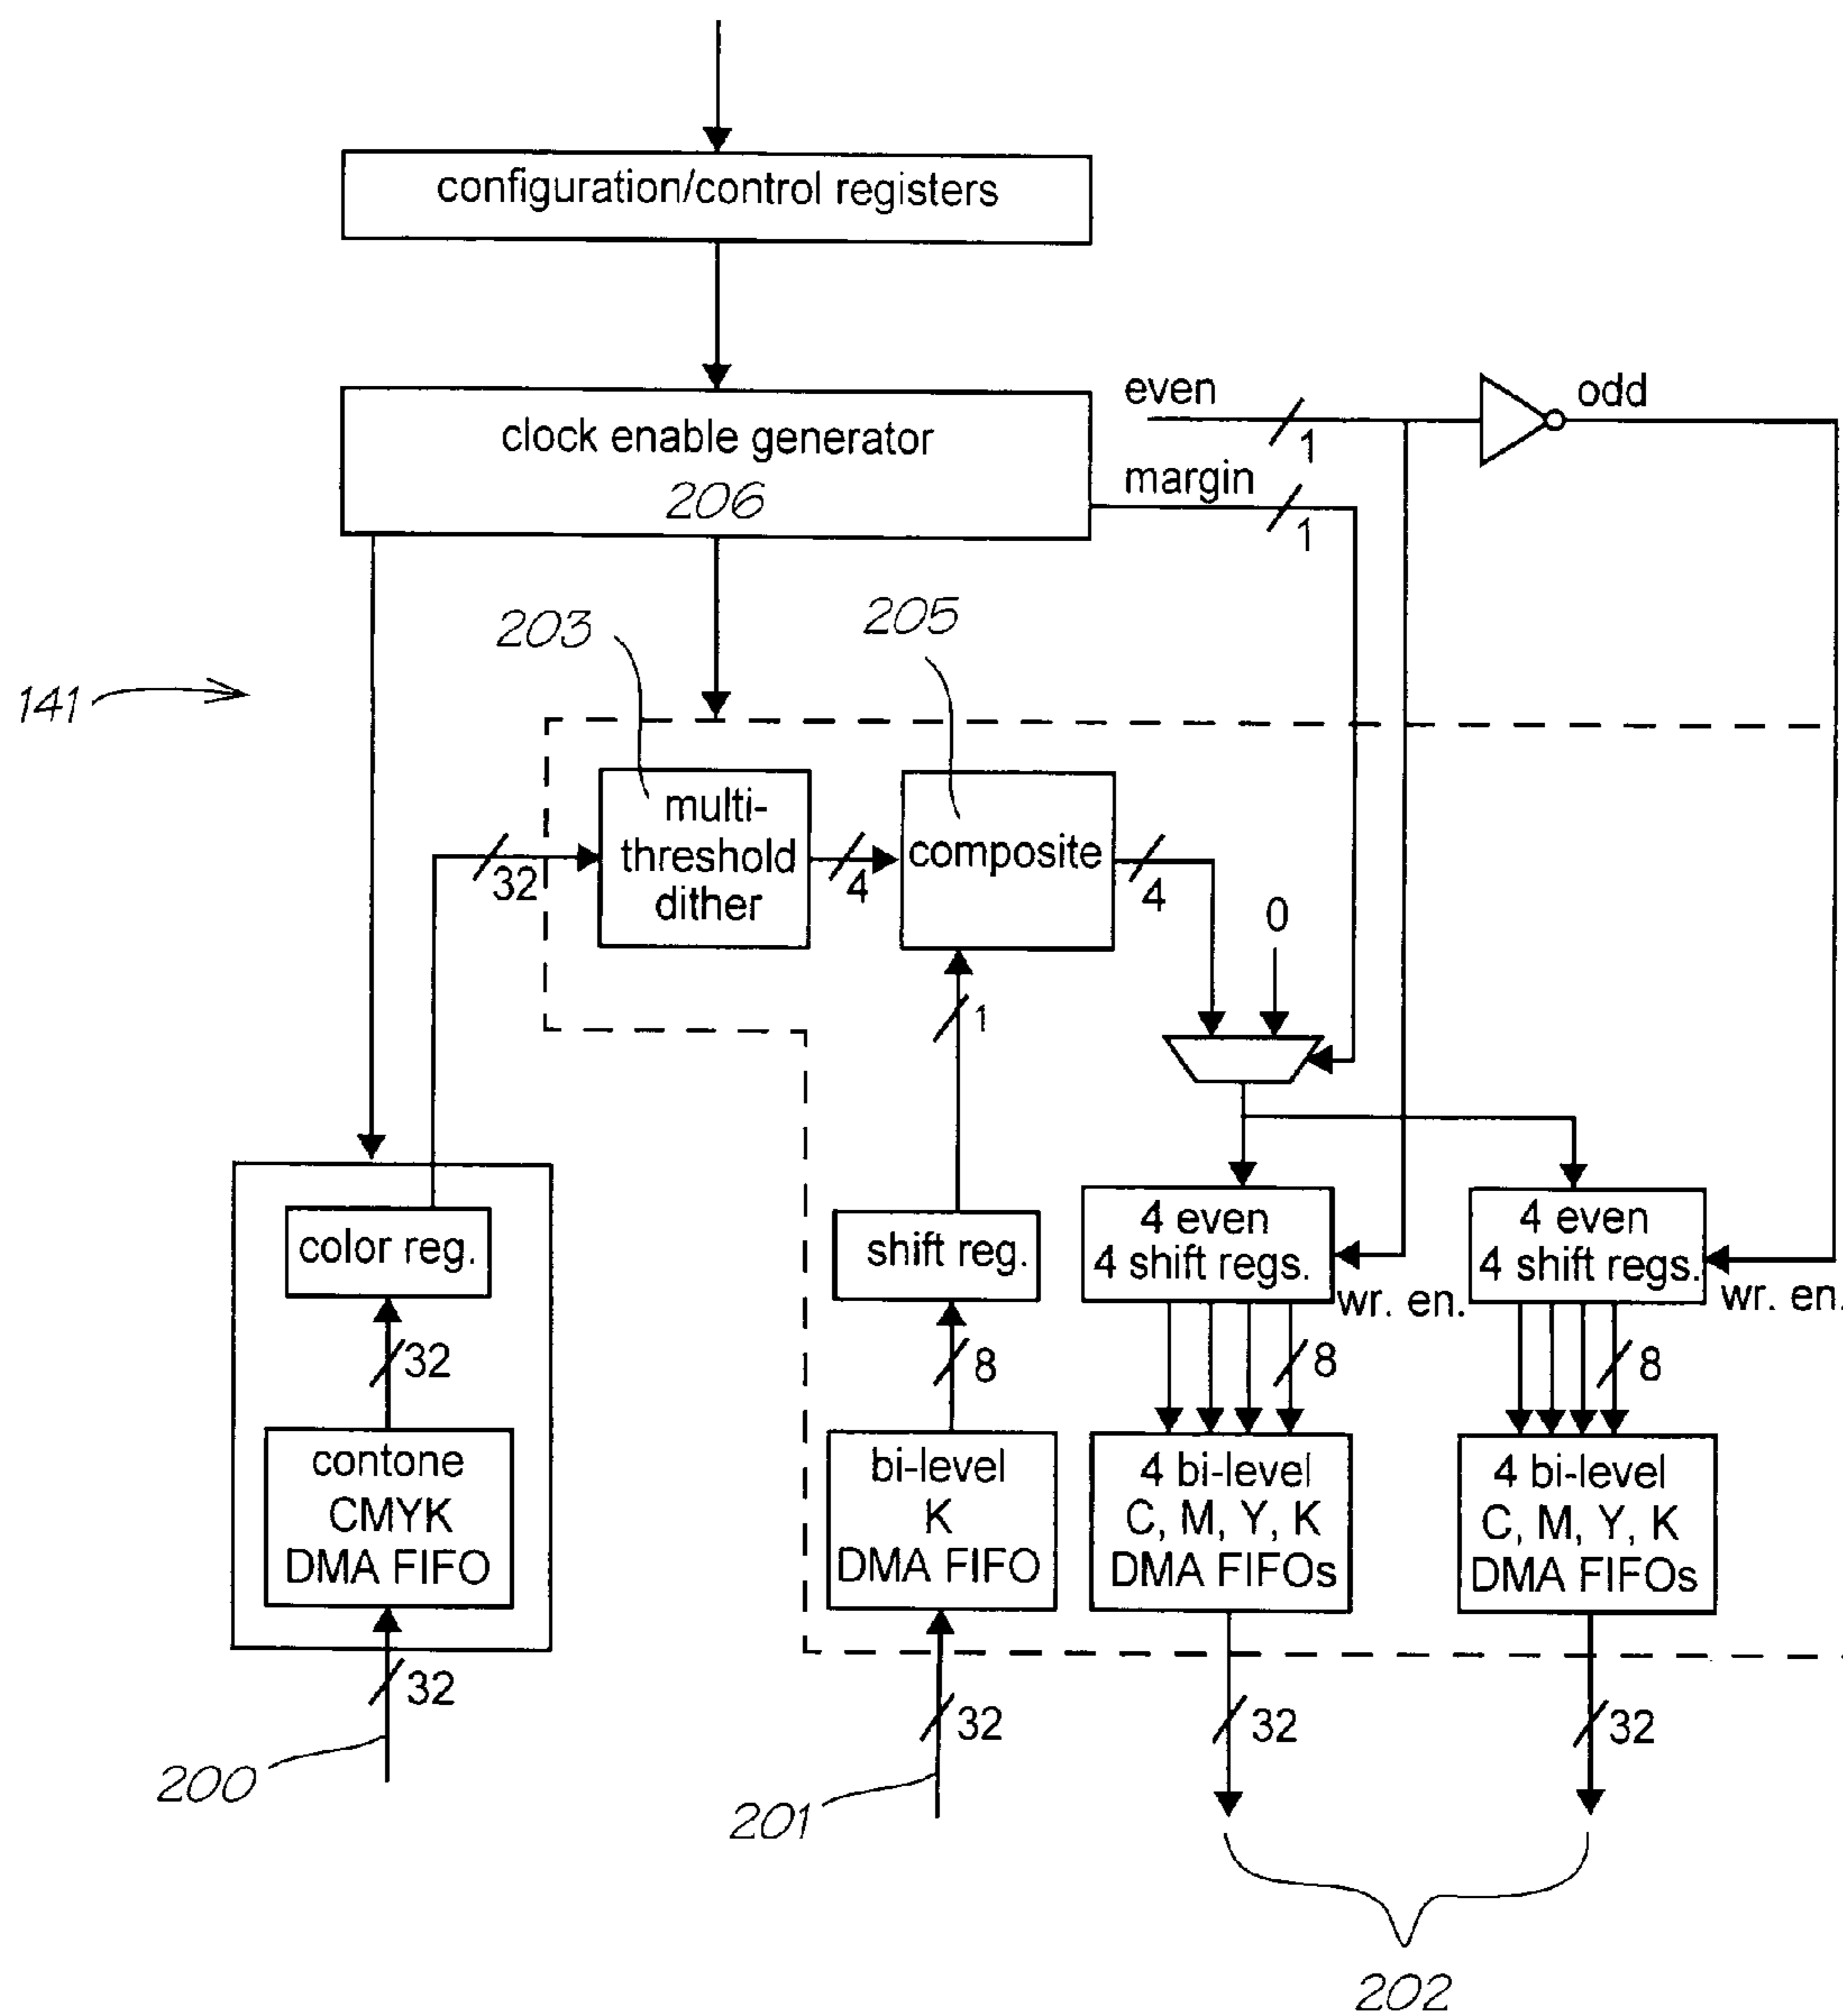 configuration/control registers
clock enable generator
206
even
1
odd
margin
1
203
205
141
multi-
threshold
dither
composite
32
4
4
0
1
color reg.
shift reg.
4 even
4 shift regs.
wr. en.
4 even
4 shift regs.
wr. en.
32
8
8
8
contone
CMYK
DMA FIFO
bi-level
K
DMA FIFO
4 bi-level
C, M, Y, K
DMA FIFOs
4 bi-level
C, M, Y, K
DMA FIFOs
32
32
32
32
200
201
202